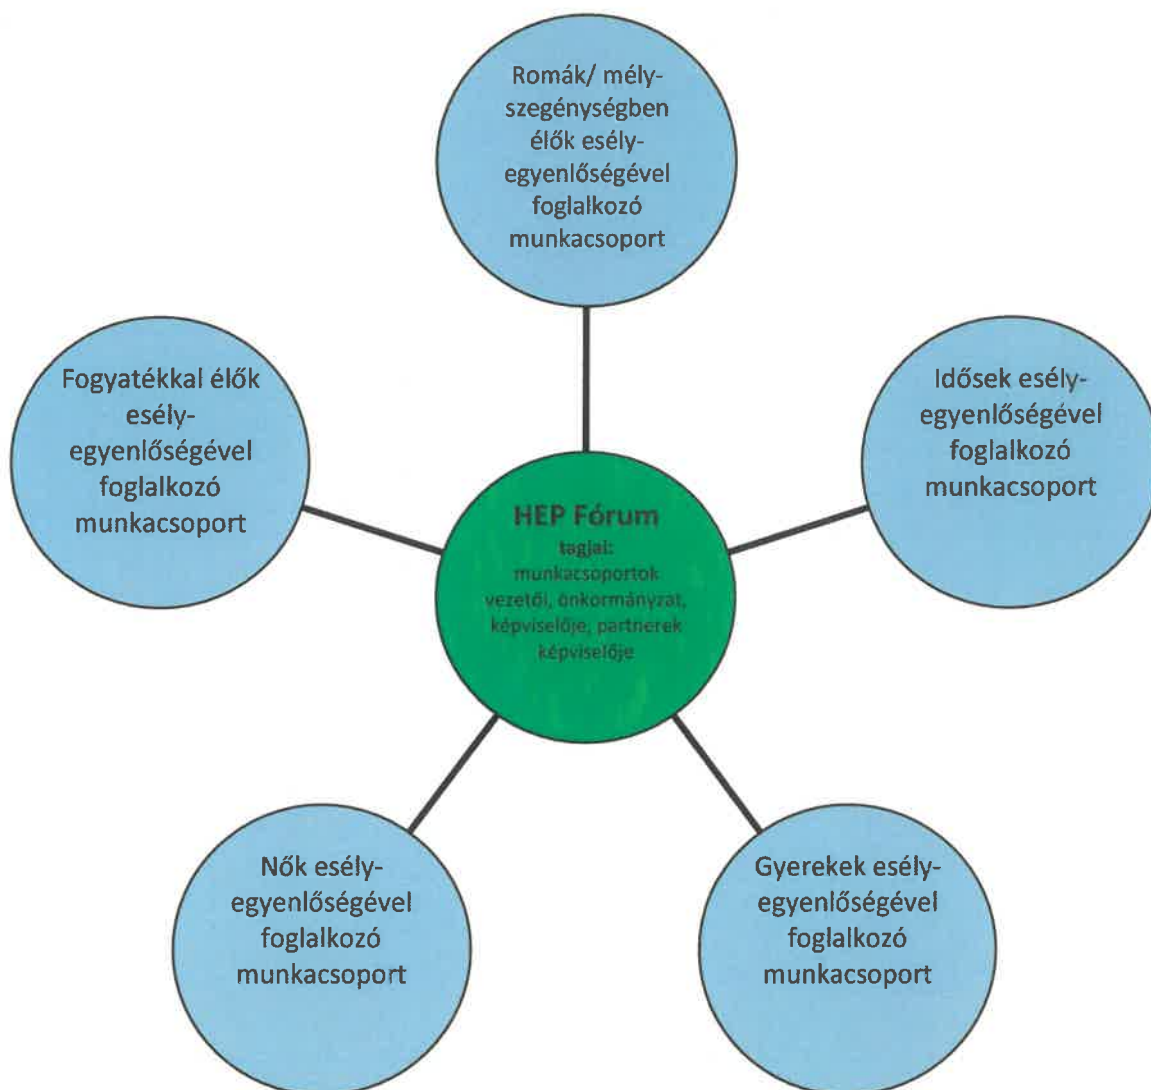 Romák/ mély-
szegénységben
élők esély-
egyenlőségével
foglalkozó
munkacsoport
Fogyatékkal élők
esély-
egyenlőségével
foglalkozó
munkacsoport
Idősek esély-
egyenlőségével
foglalkozó
munkacsoport
HEP Fórum
tagjai:
munkacsoportok
vezetői, önkormányzat,
képviselője, partnerek
képviselője
Nők esély-
egyenlőségével
foglalkozó
munkacsoport
Gyerekek esély-
egyenlőségével
foglalkozó
munkacsoport